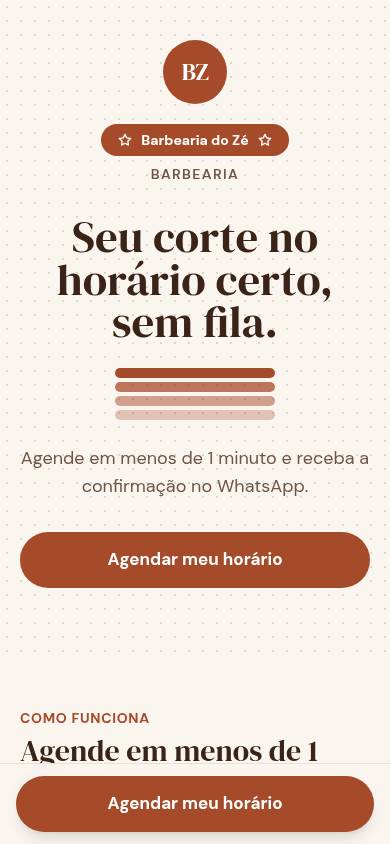 BZ
Barbearia do Zé
BARBEARIA
Seu corte no
horário certo,
sem fila.
Agende em menos de 1 minuto e receba a
confirmação no WhatsApp.
Agendar meu horário
COMO FUNCIONA
Agende em menos de 1
Agendar meu horário